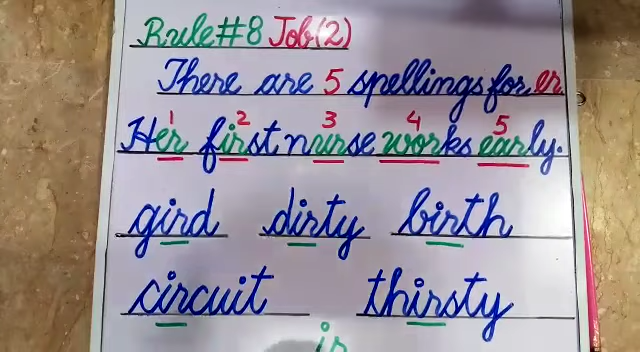 Rule#8 Job(2)
There are 5 spellings for er
1 2 3 4 5
Her first nurse works early.
gird dirty birth
circuit thirsty
ir